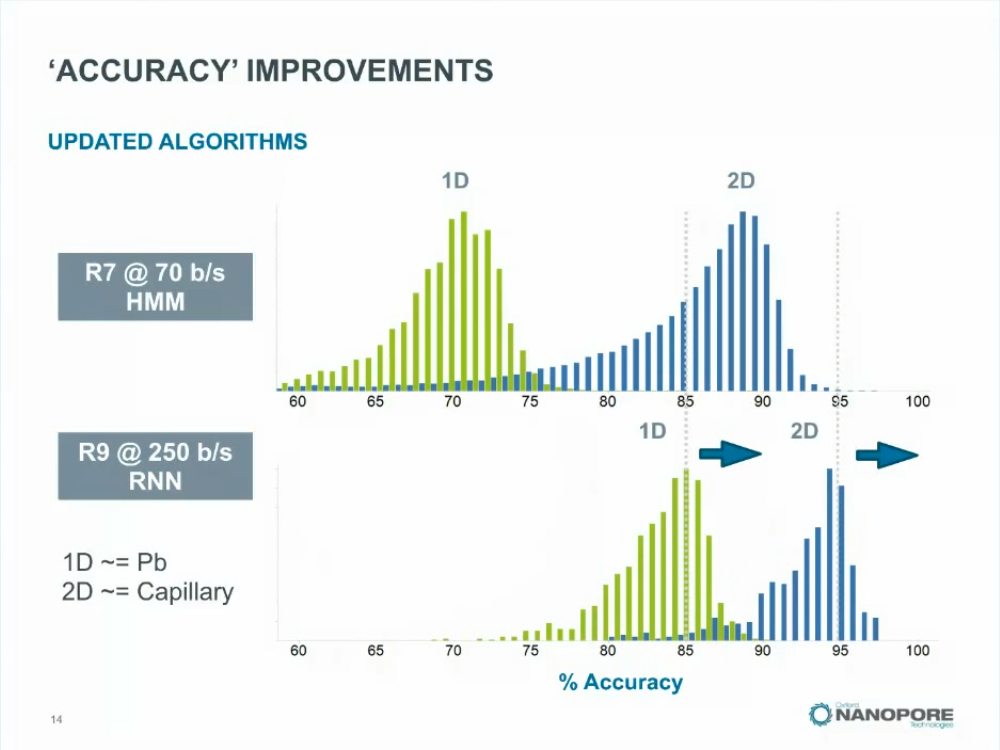 ‘ACCURACY’ IMPROVEMENTS
UPDATED ALGORITHMS
1D 2D
R7 @ 70 b/s
HMM
60 65 70 75 80 85 90 95 100
R9 @ 250 b/s
RNN
1D 2D
1D ~= Pb
2D ~= Capillary
60 65 70 75 80 85 90 95 100
% Accuracy
14
Oxford
NANOPORE
Technologies